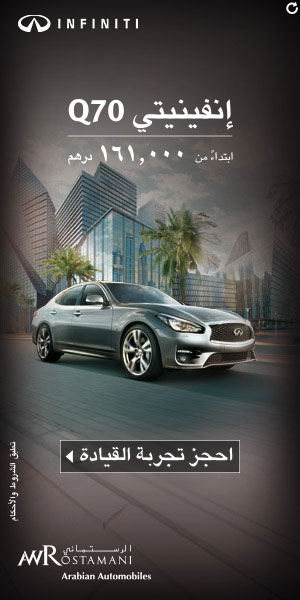 INFINITI
إنفينيتي Q70
ابتداءً من ١٦١,٠٠٠ درهم
احجز تجربة القيادة
تطبق الشروط والأحكام
الرستماني
AW ROSTAMANI
Arabian Automobiles